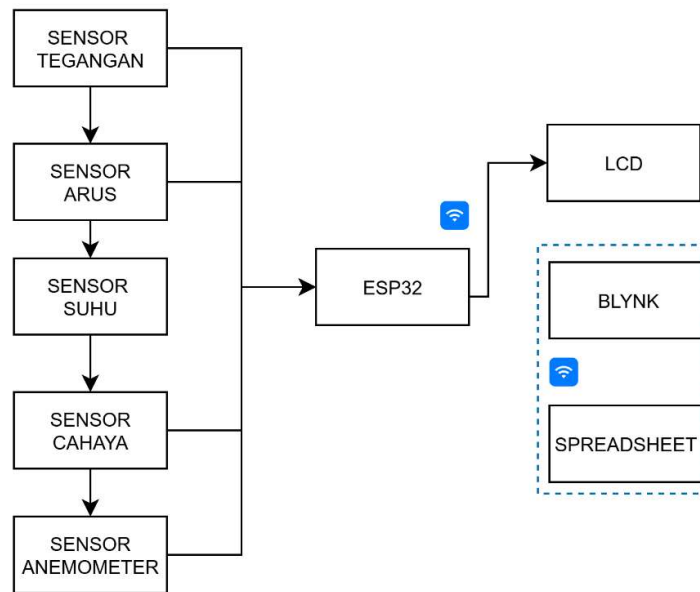 SENSOR
TEGANGAN
SENSOR
ARUS
SENSOR
SUHU
SENSOR
CAHAYA
SENSOR
ANEMOMETER
ESP32
LCD
BLYNK
SPREADSHEET